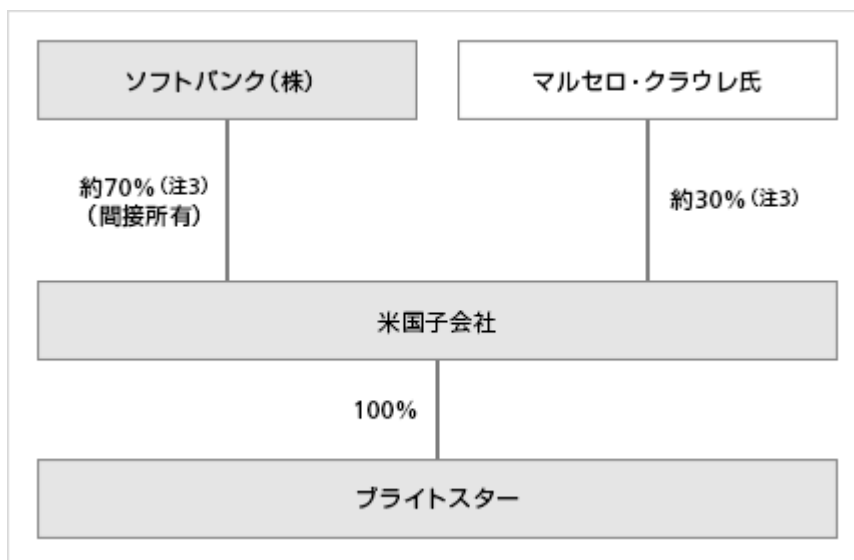 ソフトバンク(株)
マルセロ・クラウレ氏
約70%(注3)
(間接所有)
約30%(注3)
米国子会社
100%
ブライトスター